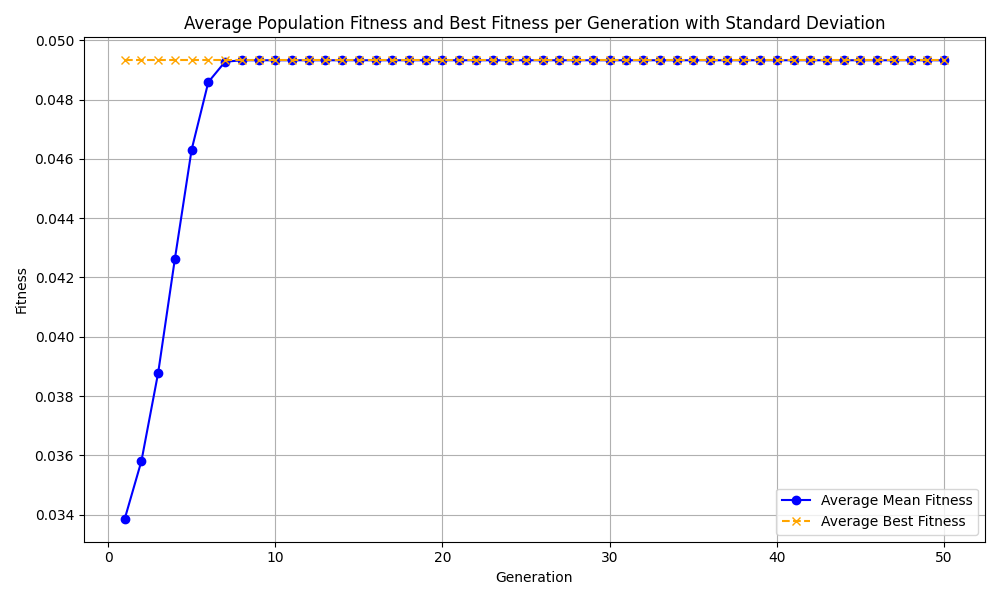 Average Population Fitness and Best Fitness per Generation with Standard Deviation
0.050
0.048
0.046
0.044
0.042
0.040
0.038
0.036
0.034
Fitness
Average Mean Fitness
Average Best Fitness
0 10 20 30 40 50
Generation